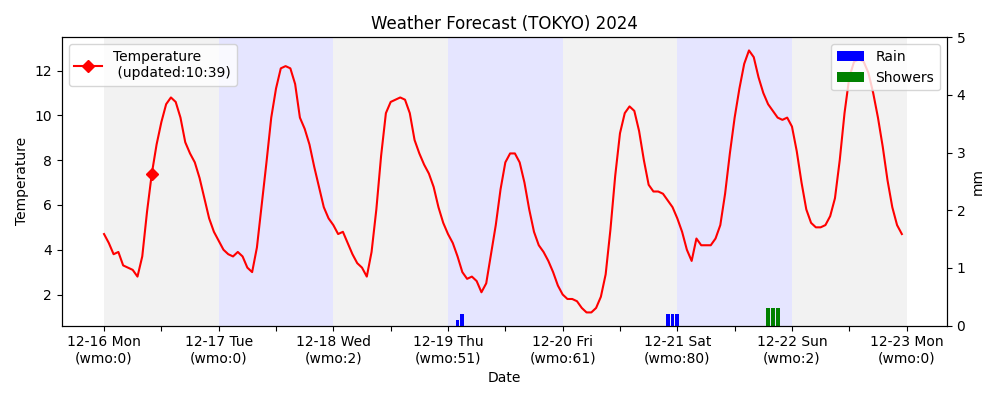 Weather Forecast (TOKYO) 2024
Temperature
(updated:10:39)
Rain
Showers
Temperature
12
10
8
6
4
2
5
4
3
2
1
0
mm
12-16 Mon
(wmo:0)
12-17 Tue
(wmo:0)
12-18 Wed
(wmo:2)
12-19 Thu
(wmo:51)
12-20 Fri
(wmo:61)
12-21 Sat
(wmo:80)
12-22 Sun
(wmo:2)
12-23 Mon
(wmo:0)
Date